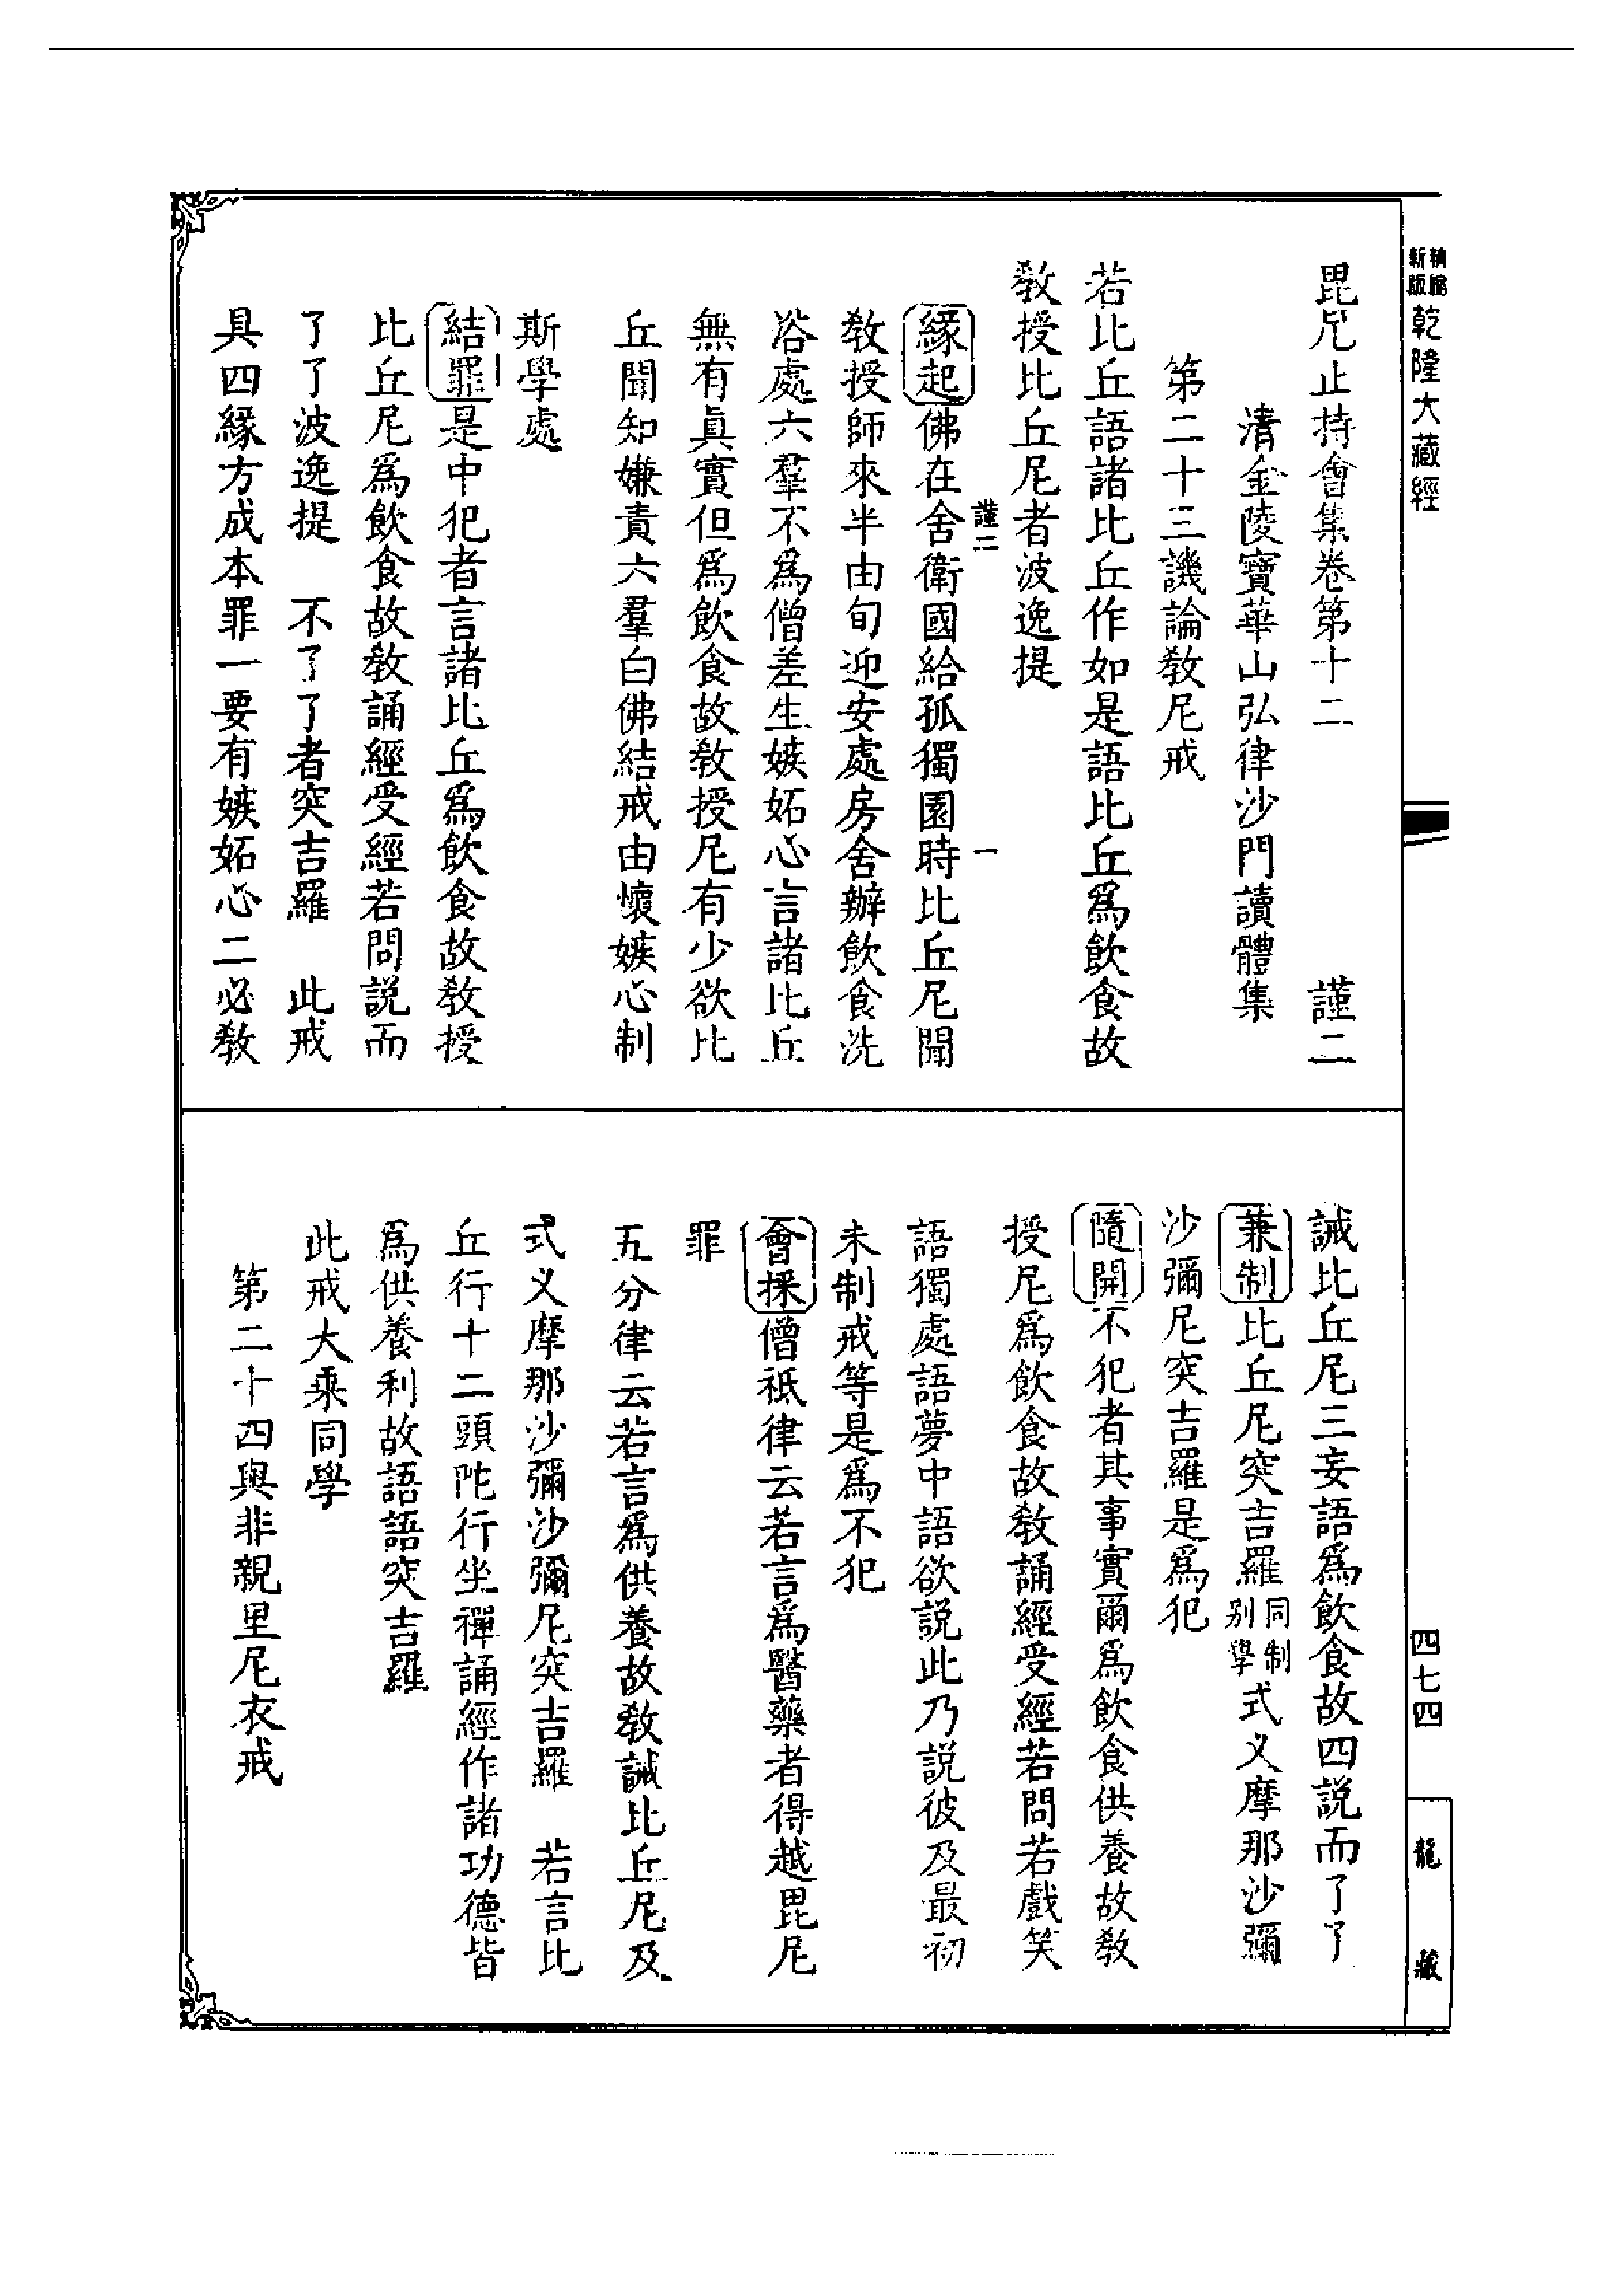 新版
精縮
乾隆大藏經
毘尼止持會集卷第十二　謹二
清金陵寶華山弘律沙門讀體集
第二十三譏論教尼戒
若比丘語諸比丘作如是語比丘爲飲食故
教授比丘尼者波逸提
謹二　一
緣起佛在舍衛國給孤獨園時比丘尼聞
教授師來半由旬迎安處房舍辦飲食洗
浴處六羣不爲僧差生嫉妬心言諸比丘
無有眞實但爲飲食故教授尼有少欲比
丘聞知嫌責六羣白佛結戒由懷嫉心制
斯學處
結罪是中犯者言諸比丘爲飲食故教授
比丘尼爲飲食故教誦經受經若問説而
了了波逸提　不了了者突吉羅　此戒
具四緣方成本罪一要有嫉妬心二必教
誡比丘尼三妄語爲飲食故四説而了了
兼制比丘尼突吉羅同制別學式叉摩那沙彌
沙彌尼突吉羅是爲犯
隨開不犯者其事實爾爲飲食供養故教
授尼爲飲食故教誦經受經若問若戲笑
語獨處語夢中語欲説此乃説彼及最初
未制戒等是爲不犯
會採僧祇律云若言爲醫藥者得越毘尼
罪
五分律云若言爲供養故教誡比丘尼及
式叉摩那沙彌沙彌尼突吉羅　若言比
丘行十二頭陀行坐禪誦經作諸功德皆
爲供養利故語語突吉羅
此戒大乘同學
第二十四與非親里尼衣戒
四七四
龍藏